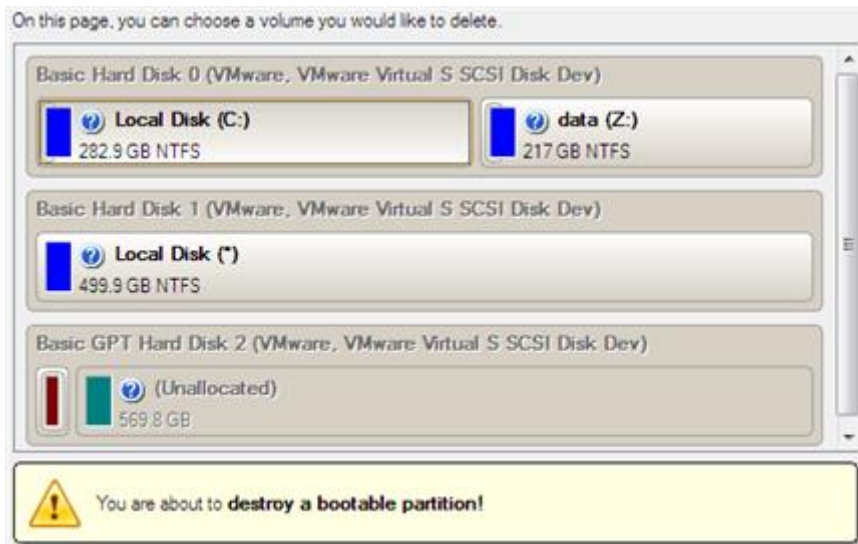 On this page, you can choose a volume you would like to delete.
Basic Hard Disk 0 (VMware, VMware Virtual S SCSI Disk Dev)
Local Disk (C:)
282.9 GB NTFS
data (Z:)
217 GB NTFS
Basic Hard Disk 1 (VMware, VMware Virtual S SCSI Disk Dev)
Local Disk (*)
499.9 GB NTFS
Basic GPT Hard Disk 2 (VMware, VMware Virtual S SCSI Disk Dev)
(Unallocated)
569.8 GB
You are about to destroy a bootable partition!